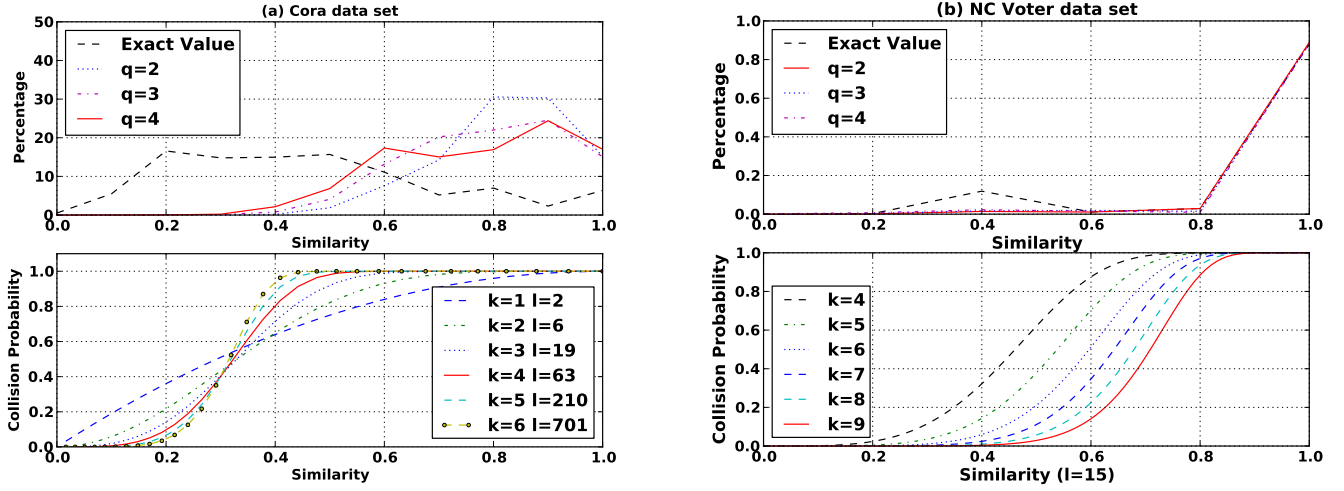 (a) Cora data set
50
40
30
20
10
0
Percentage
Exact Value
q=2
q=3
q=4
0.0 0.2 0.4 0.6 0.8 1.0
Similarity
1.0
0.8
0.6
0.4
0.2
0.0
Collision Probability
k=1 l=2
k=2 l=6
k=3 l=19
k=4 l=63
k=5 l=210
k=6 l=701
0.0 0.2 0.4 0.6 0.8 1.0
Similarity
(b) NC Voter data set
1.0
0.8
0.6
0.4
0.2
0.0
Percentage
Exact Value
q=2
q=3
q=4
0.0 0.2 0.4 0.6 0.8 1.0
Similarity
1.0
0.8
0.6
0.4
0.2
0.0
Collision Probability
k=4
k=5
k=6
k=7
k=8
k=9
0.0 0.2 0.4 0.6 0.8 1.0
Similarity (l=15)